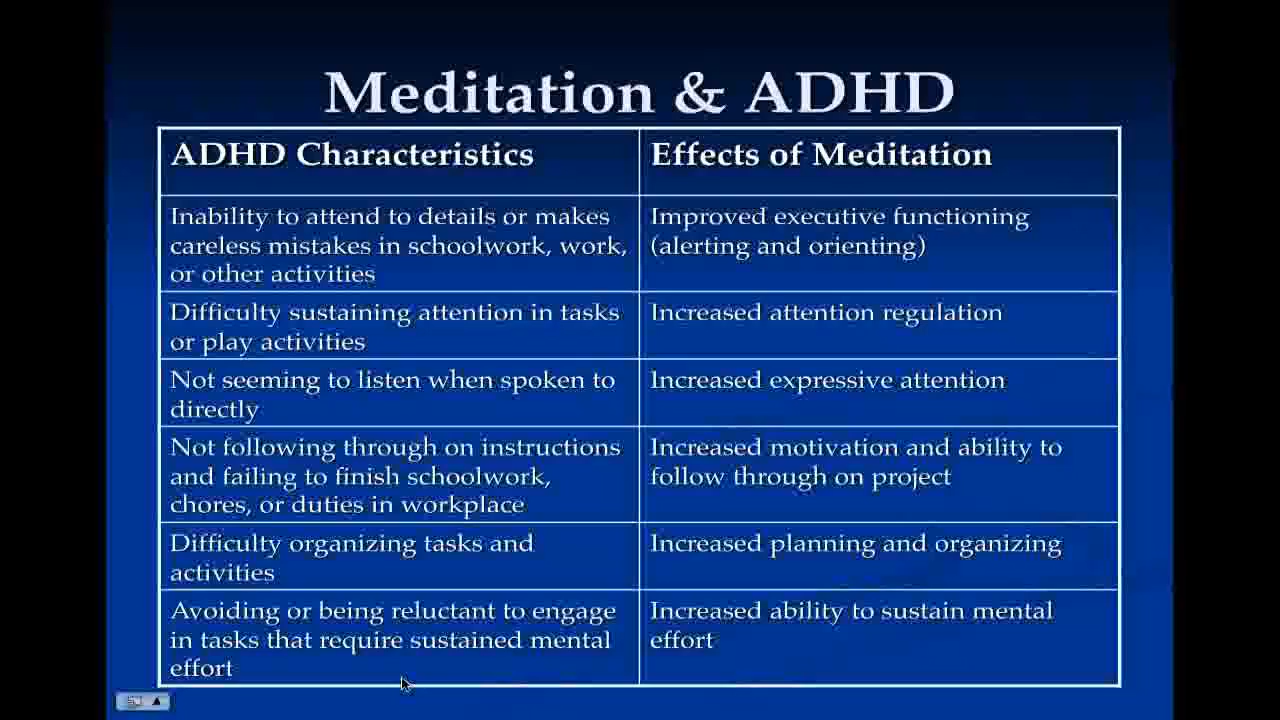 Meditation & ADHD
ADHD Characteristics
Effects of Meditation
Inability to attend to details or makes
careless mistakes in schoolwork, work,
or other activities
Improved executive functioning
(alerting and orienting)
Difficulty sustaining attention in tasks
or play activities
Increased attention regulation
Not seeming to listen when spoken to
directly
Increased expressive attention
Not following through on instructions
and failing to finish schoolwork,
chores, or duties in workplace
Increased motivation and ability to
follow through on project
Difficulty organizing tasks and
activities
Increased planning and organizing
Avoiding or being reluctant to engage
in tasks that require sustained mental
effort
Increased ability to sustain mental
effort